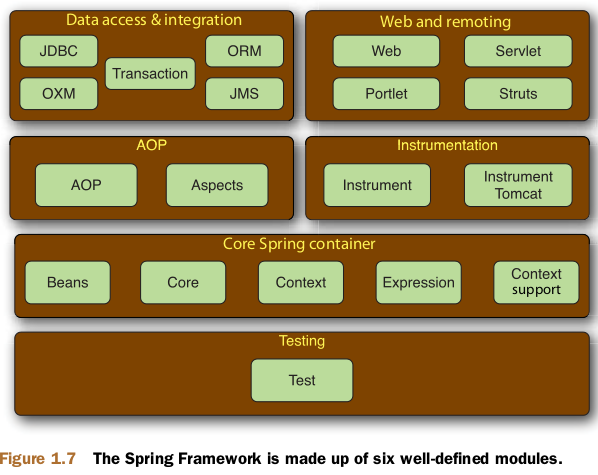 Data access & integration
JDBC
ORM
Transaction
OXM
JMS
Web and remoting
Web
Servlet
Portlet
Struts
AOP
AOP
Aspects
Instrumentation
Instrument
Instrument
Tomcat
Core Spring container
Beans
Core
Context
Expression
Context
support
Testing
Test
Figure 1.7 The Spring Framework is made up of six well-defined modules.